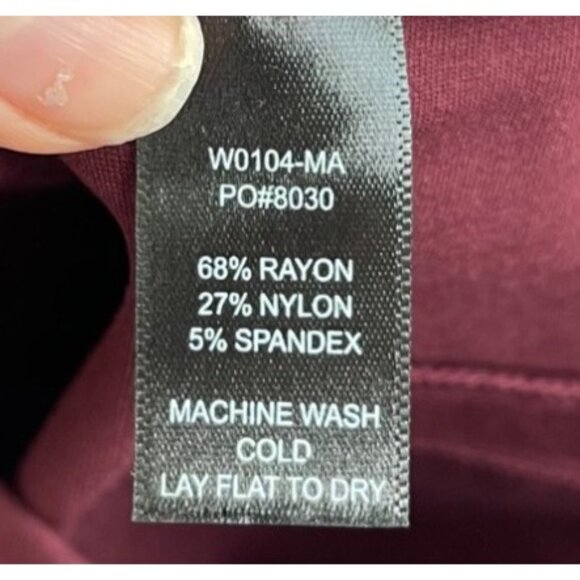 W0104-MA
PO#8030
68% RAYON
27% NYLON
5% SPANDEX
MACHINE WASH
COLD
LAY FLAT TO DRY